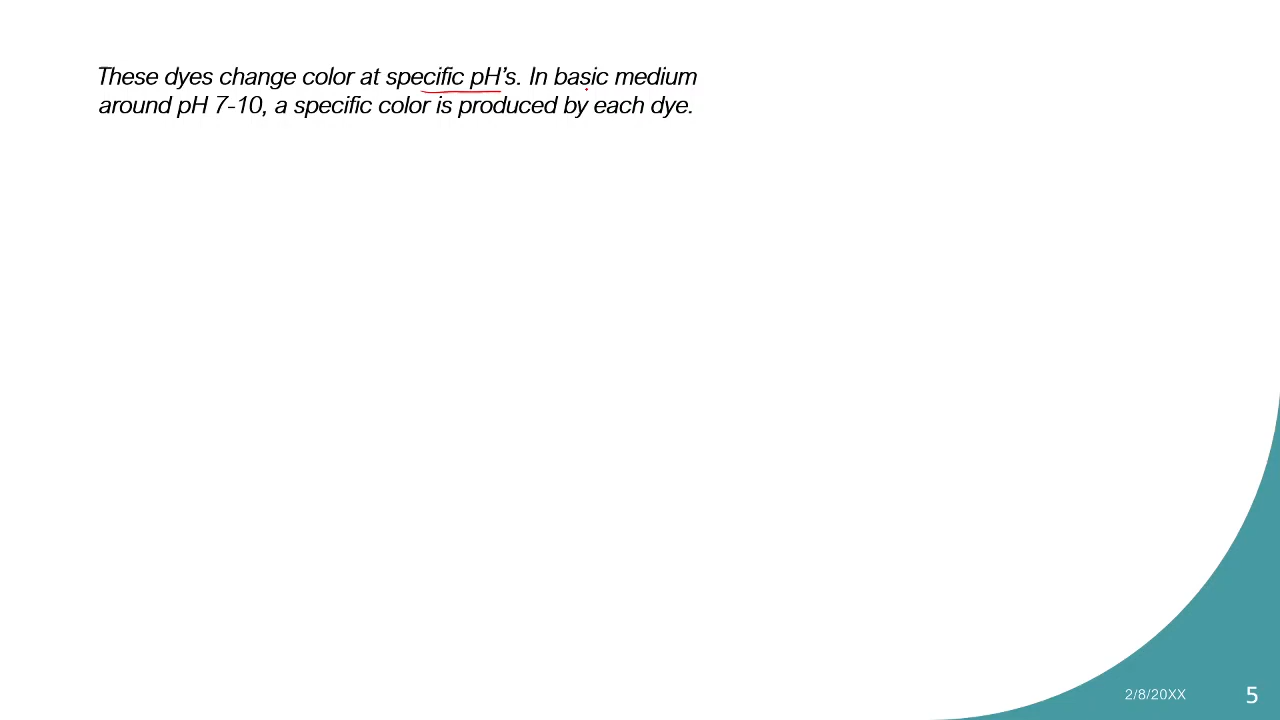 These dyes change color at specific pH’s. In basic medium
around pH 7-10, a specific color is produced by each dye.
2/8/20XX
5